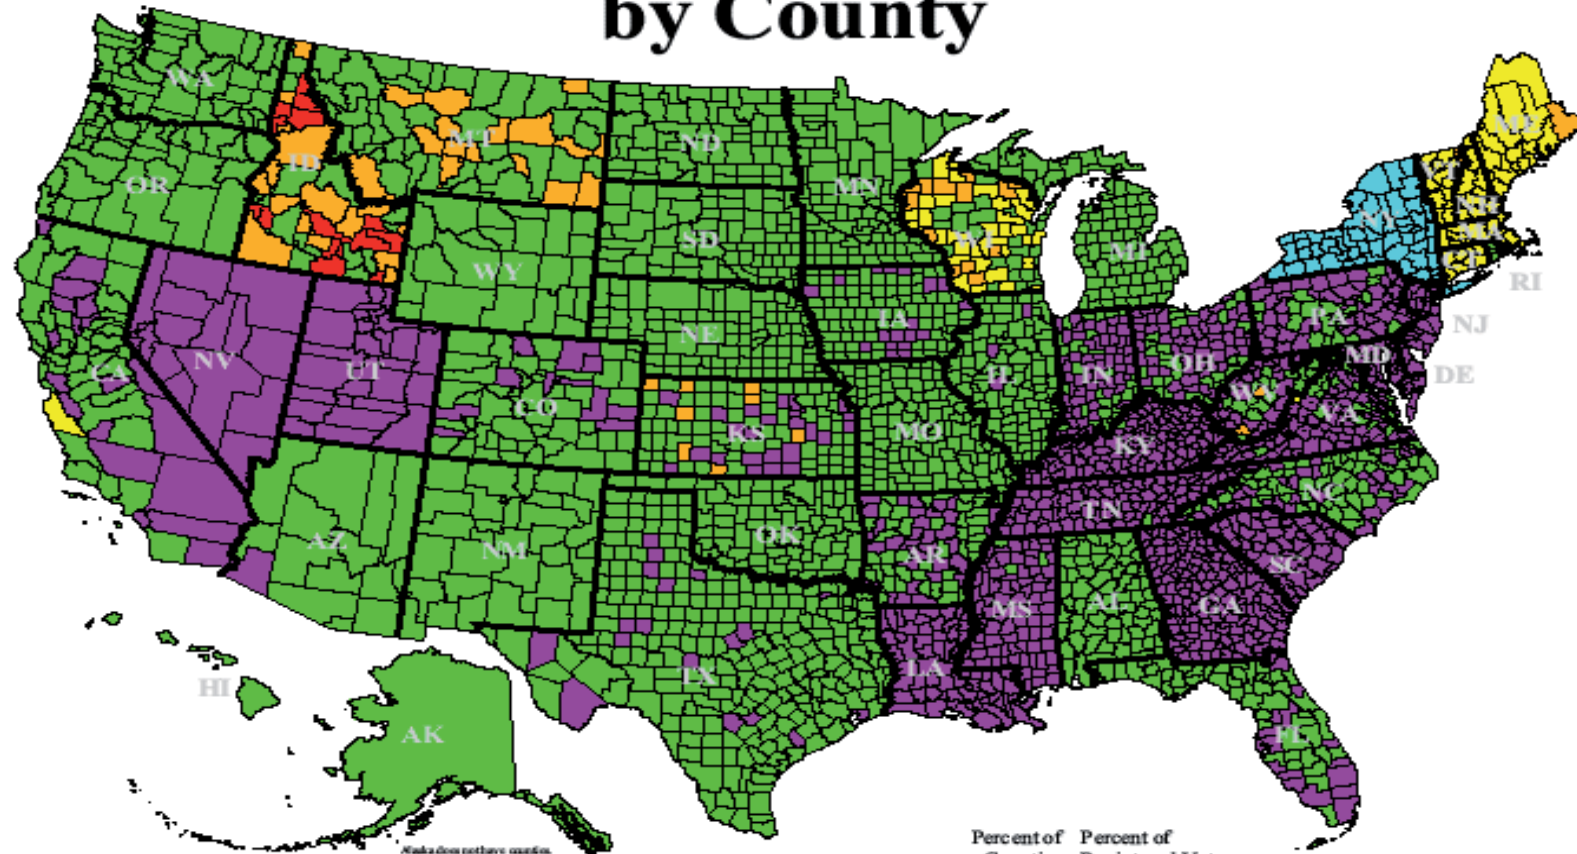 by County
WA
MT
ND
ID
OR
MN
ME
VT
NH
NY
MA
WI
SD
MI
CT
WY
RI
IA
NE
PA
NJ
NV
UT
CA
CO
IL
IN
OH
MD
DE
WV
KS
MO
VA
KY
NC
AZ
NM
OK
TN
AR
SC
MS
AL
GA
TX
LA
HI
AK
FL
Percent of Percent of